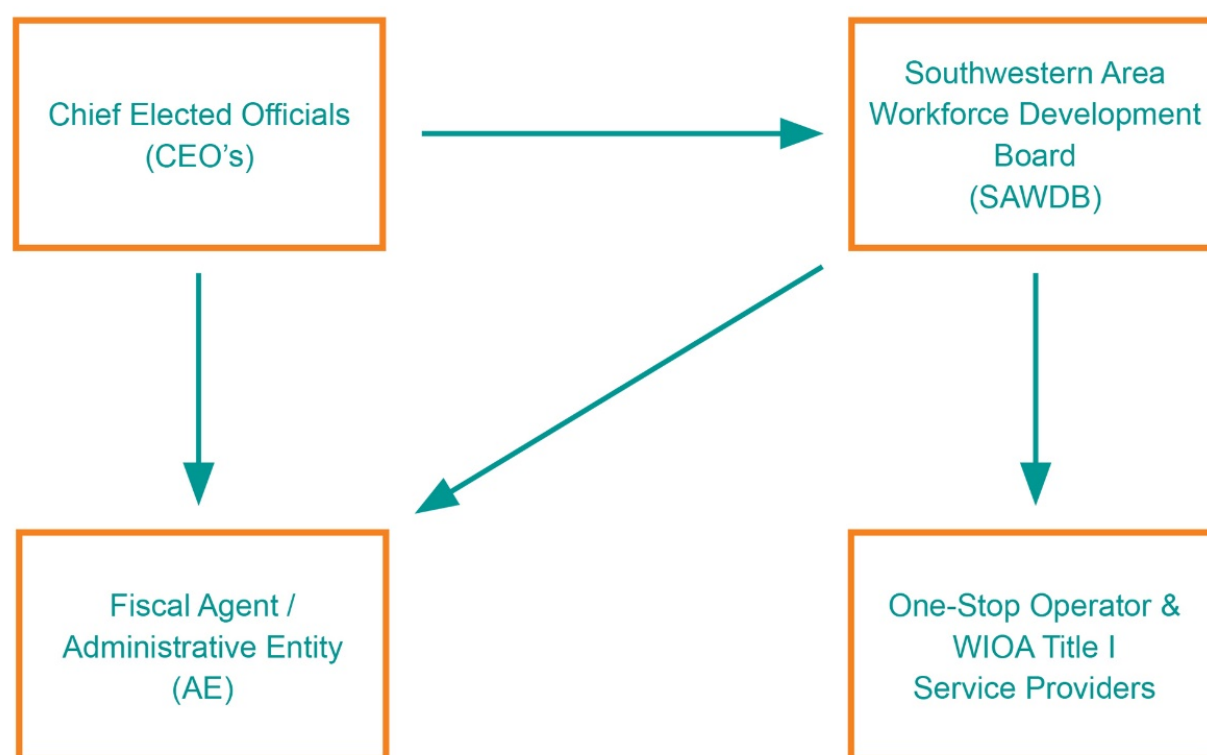 Chief Elected Officials
(CEO’s)
Southwestern Area
Workforce Development
Board
(SAWDB)
Fiscal Agent /
Administrative Entity
(AE)
One-Stop Operator &
WIOA Title I
Service Providers